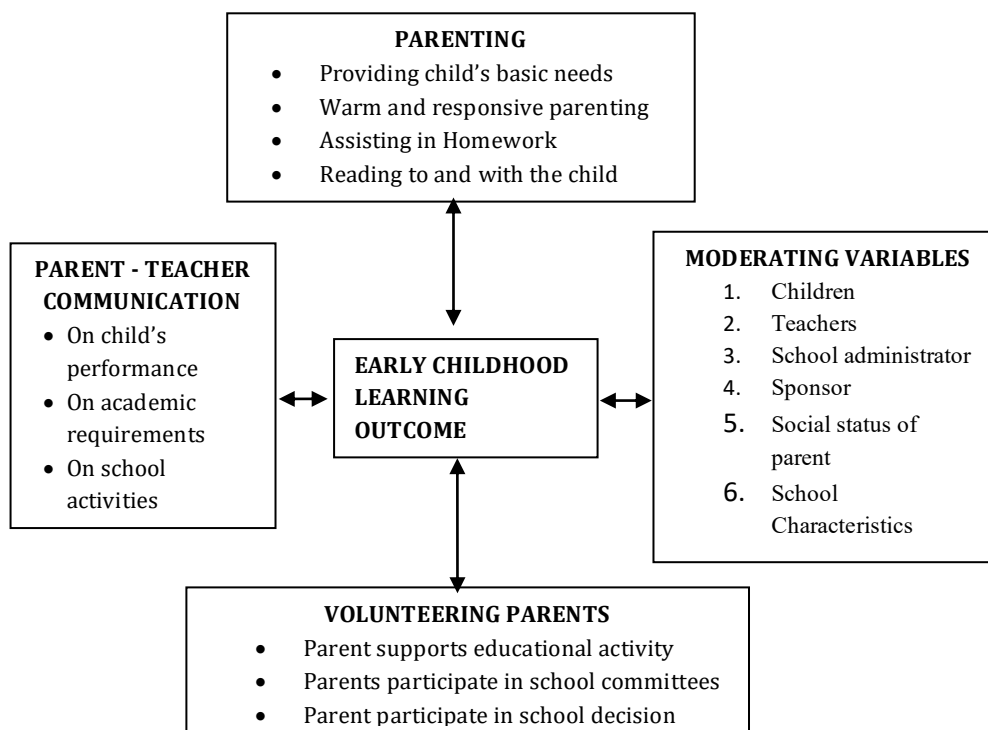 PARENTING
• Providing child’s basic needs
• Warm and responsive parenting
• Assisting in Homework
• Reading to and with the child
PARENT - TEACHER
COMMUNICATION
• On child’s
performance
• On academic
requirements
• On school
activities
EARLY CHILDHOOD
LEARNING
OUTCOME
MODERATING VARIABLES
1. Children
2. Teachers
3. School administrator
4. Sponsor
5. Social status of
parent
6. School
Characteristics
VOLUNTEERING PARENTS
• Parent supports educational activity
• Parents participate in school committees
• Parent participate in school decision